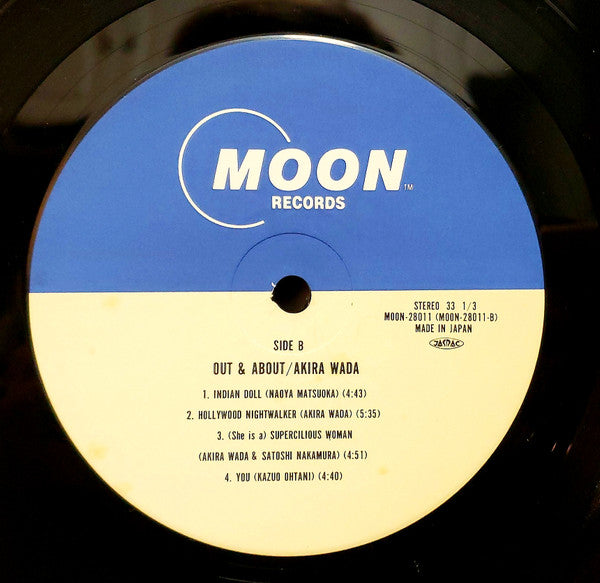 MOON™
RECORDS
STEREO 33 1/3
MOON-28011 (MOON-28011-B)
MADE IN JAPAN
JASRAC
SIDE B
OUT & ABOUT/AKIRA WADA
1. INDIAN DOLL (NAOYA MATSUOKA) (4:43)
2. HOLLYWOOD NIGHTWALKER (AKIRA WADA) (5:35)
3. (She is a) SUPERCILIOUS WOMAN
(AKIRA WADA & SATOSHI NAKAMURA) (4:51)
4. YOU (KAZUO OHTANI) (4:40)